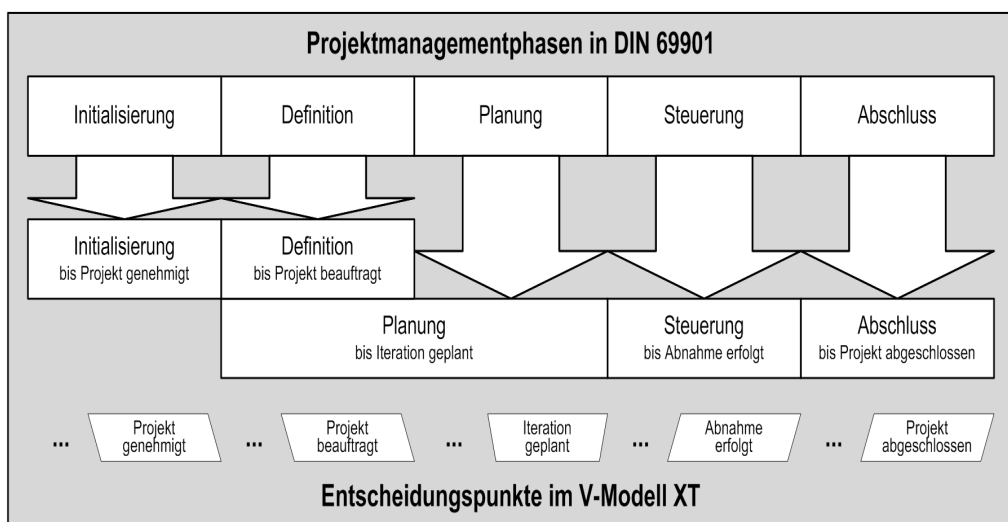 Projektmanagementphasen in DIN 69901
Initialisierung
Definition
Planung
Steuerung
Abschluss
Initialisierung
bis Projekt genehmigt
Definition
bis Projekt beauftragt
Planung
bis Iteration geplant
Steuerung
bis Abnahme erfolgt
Abschluss
bis Projekt abgeschlossen
...
Projekt
genehmigt
...
Projekt
beauftragt
...
Iteration
geplant
...
Abnahme
erfolgt
...
Projekt
abgeschlossen
Entscheidungspunkte im V-Modell XT